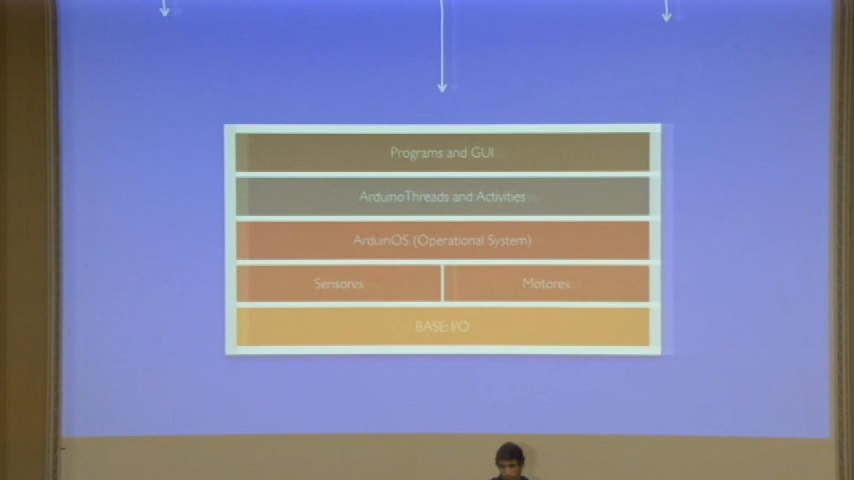 Programs and GUI
ArduinoThreads and Activities
ArduinOS (Operational System)
Sensores
Motores
BASE: I/O